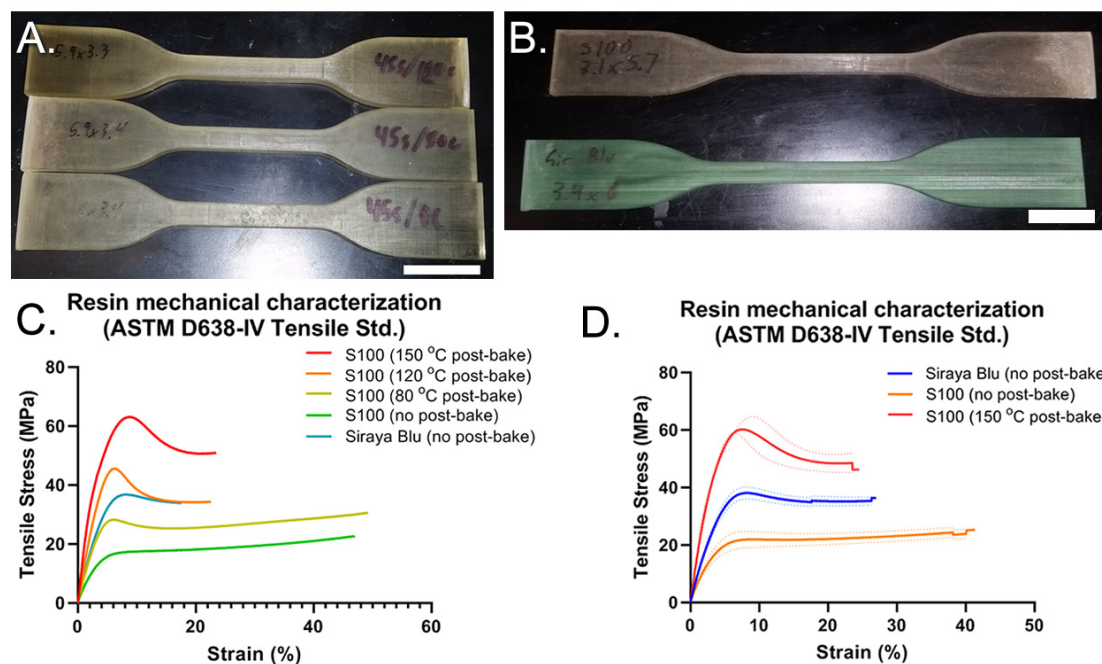 A.
5.9x3.3
45s/120c
5.9x3.4
45s/80c
B.
S100
3.1x5.7
Sir Blu
3.9x6
C.
Resin mechanical characterization
(ASTM D638-IV Tensile Std.)
S100 (150 °C post-bake)
S100 (120 °C post-bake)
S100 (80 °C post-bake)
S100 (no post-bake)
Siraya Blu (no post-bake)
Tensile Stress (MPa)
80
60
40
20
0
0 20 40 60
Strain (%)
D.
Resin mechanical characterization
(ASTM D638-IV Tensile Std.)
Siraya Blu (no post-bake
S100 (no post-bake)
S100 (150 °C post-bake
Tensile Stress (MPa)
80
60
40
20
0
0 10 20 30 40 50
Strain (%)